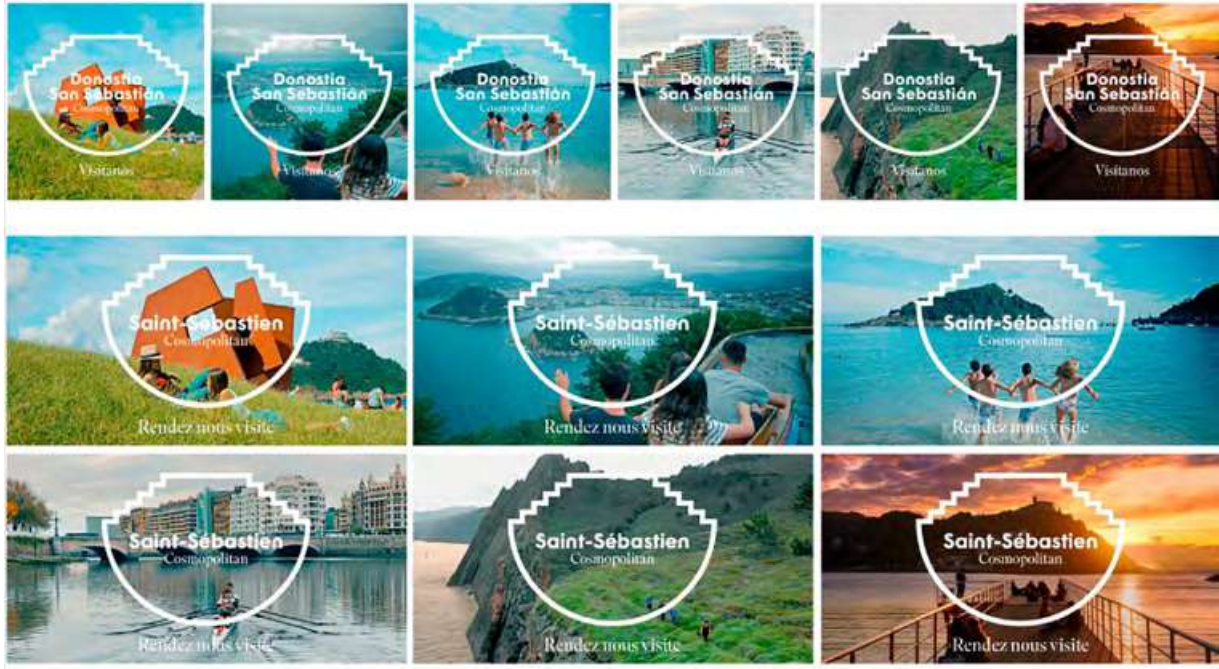 Donostia
San Sebastián
Cosmopolitan
Visítanos
Donostia
San Sebastián
Cosmopolitan
Visítanos
Donostia
San Sebastián
Cosmopolitan
Visítanos
Donostia
San Sebastián
Cosmopolitan
Visítanos
Donostia
San Sebastián
Cosmopolitan
Visítanos
Donostia
San Sebastián
Cosmopolitan
Visítanos
Saint-Sébastien
Cosmopolitan
Rendez nous visite
Saint-Sébastien
Cosmopolitan
Rendez nous visite
Saint-Sébastien
Cosmopolitan
Rendez nous visite
Saint-Sébastien
Cosmopolitan
Rendez nous visite
Saint-Sébastien
Cosmopolitan
Rendez nous visite
Saint-Sébastien
Cosmopolitan
Rendez nous visite